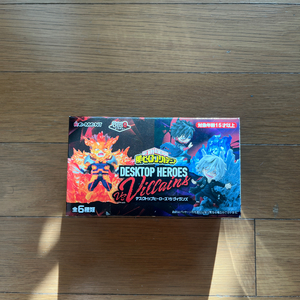 RE-MENT
対象年齢15才以上
僕のヒーローアカデミア
DESKTOP HEROES
VS
Villains
デスクトップヒーローズ VS ヴィランズ
全6種類